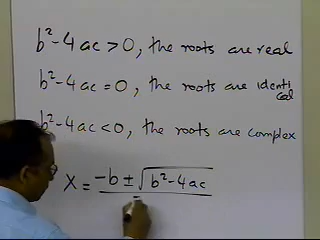 b²-4ac>0, the roots are real
b²-4ac=0, the roots are identical
b²-4ac<0, the roots are complex
x = -b ± √b²-4ac